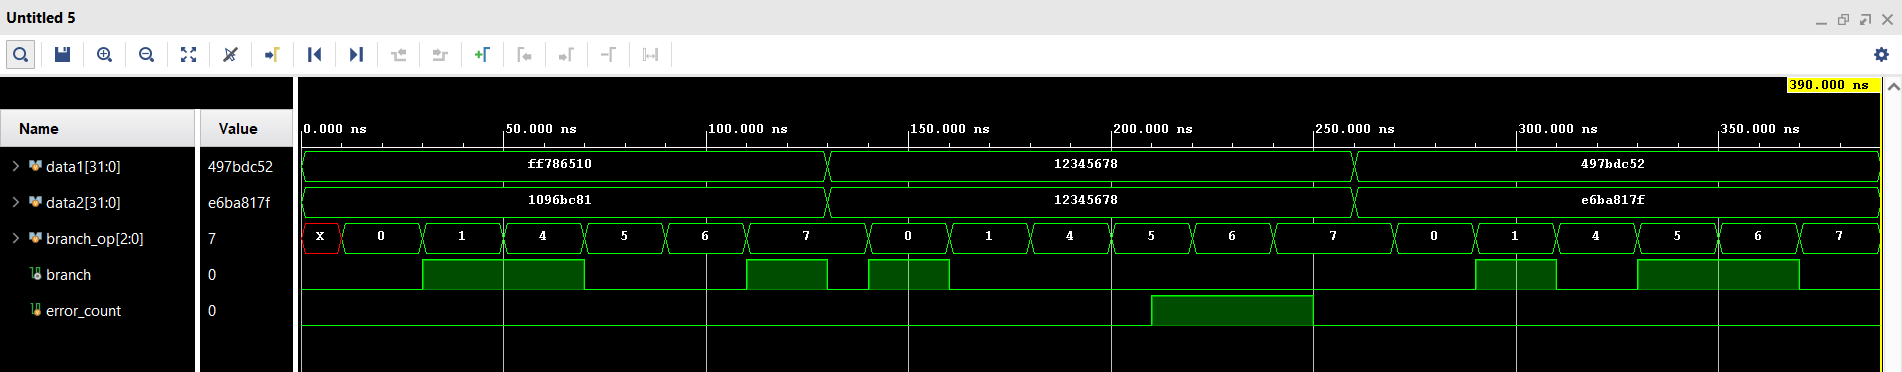 Untitled 5
390.000 ns
Name Value
0.000 ns 50.000 ns 100.000 ns 150.000 ns 200.000 ns 250.000 ns 300.000 ns 350.000 ns
data1[31:0] 497bdc52 ff786510 12345678 497bdc52
data2[31:0] e6ba817f 1096bc81 12345678 e6ba817f
branch_op[2:0] 7 X 0 1 4 5 6 7 0 1 4 5 6 7 0 1 4 5 6 7
branch 0
error_count 0